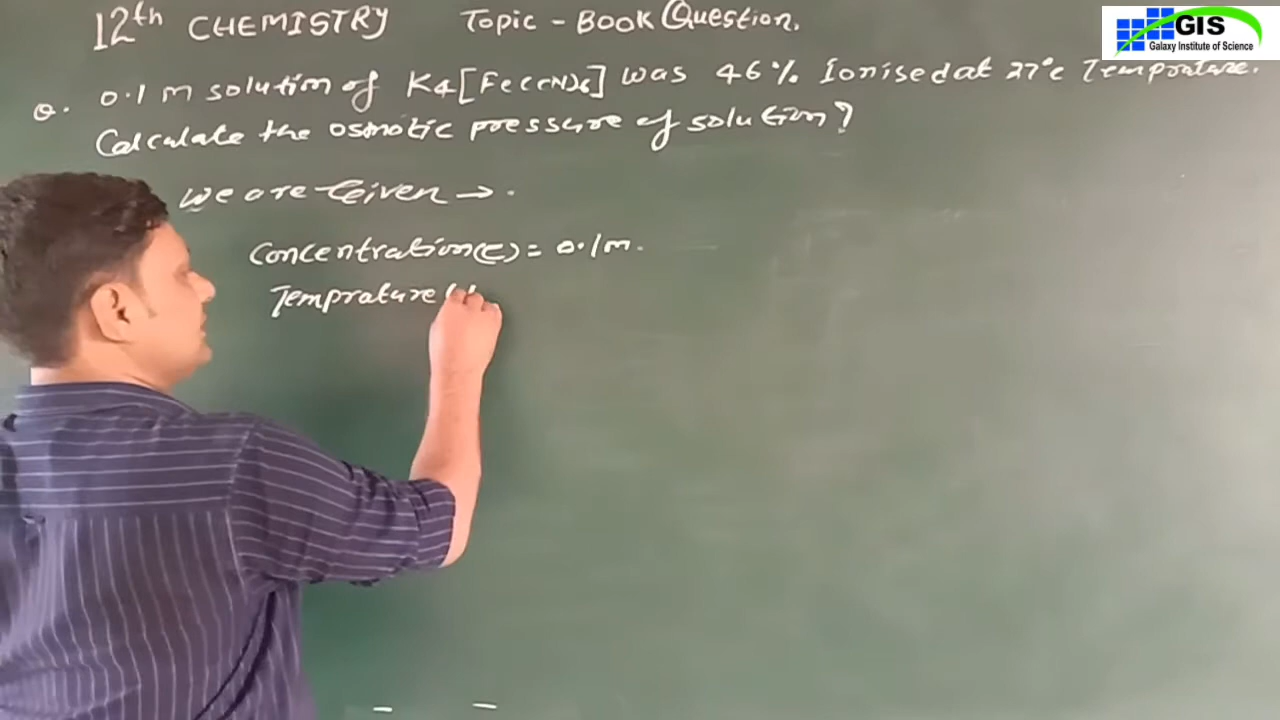 12th CHEMISTRY Topic - Book Question.
GIS
Galaxy Institute of Science
Q. 0.1 M solution of K4[Fe(CN)6] was 46% Ionised at 27°C Temprature.
Calculate the osmotic pressure of solution?
We are Given → .
Concentration(C) = 0.1M.
Temprature (